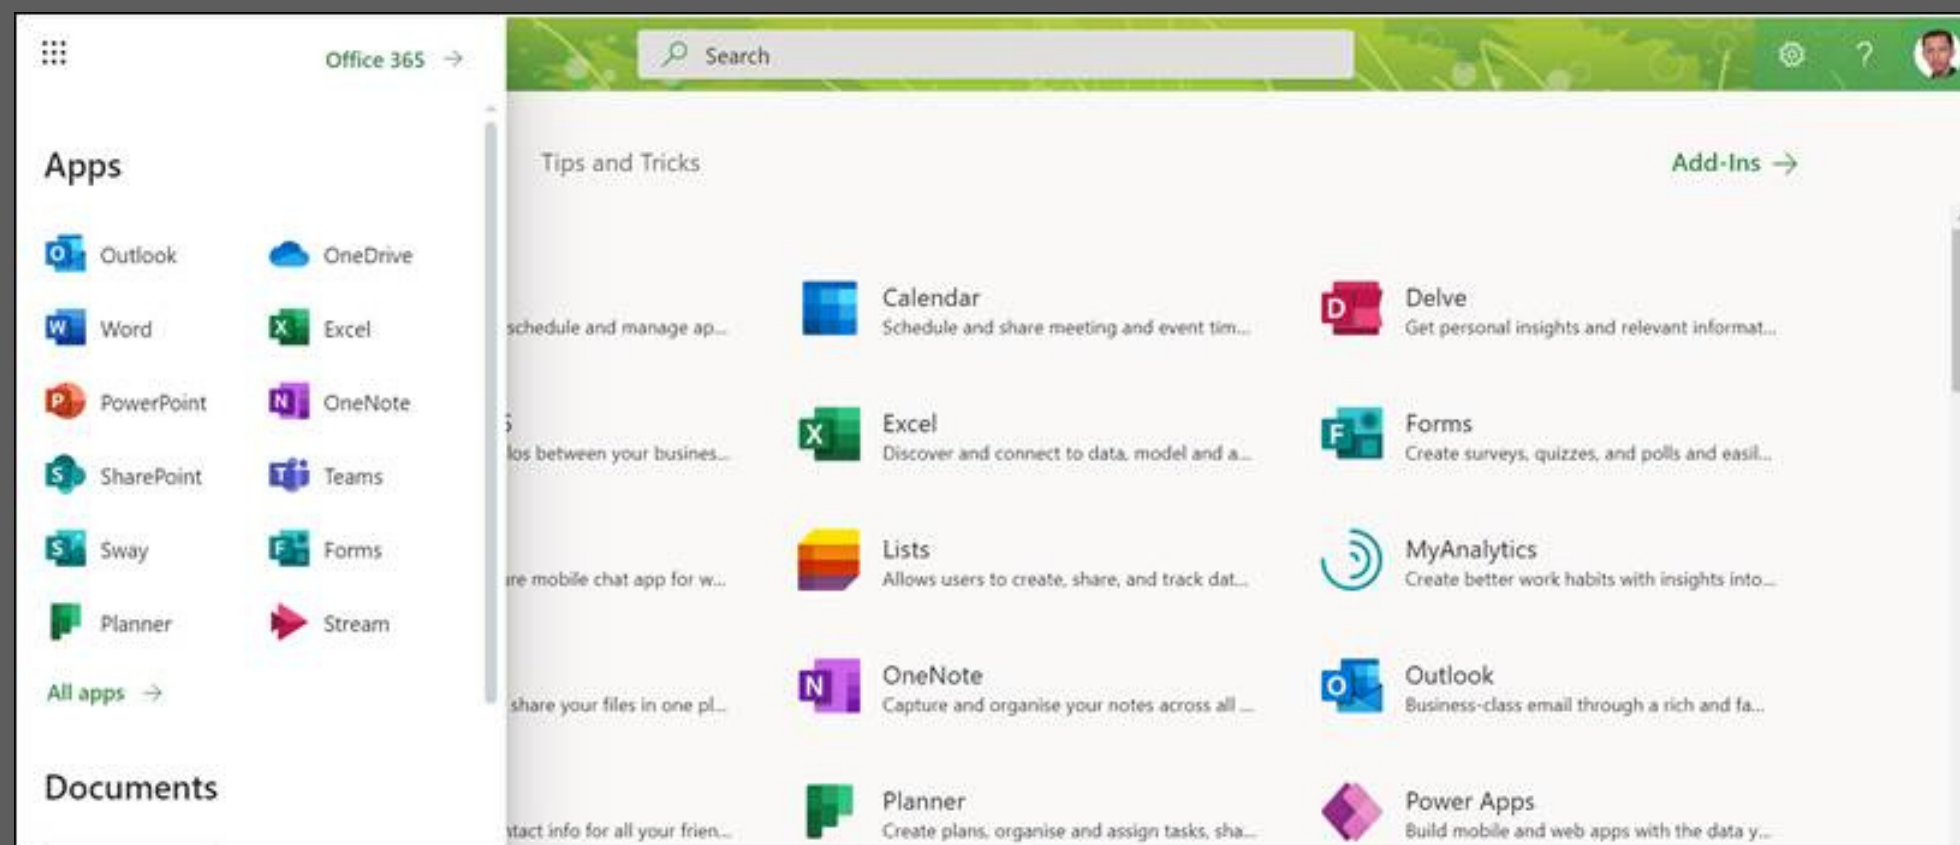 Office 365 →
Search
?
Apps
Outlook
OneDrive
Word
Excel
PowerPoint
OneNote
SharePoint
Teams
Sway
Forms
Planner
Stream
All apps →
Documents
Tips and Tricks
Add-Ins →
schedule and manage ap...
Calendar
Schedule and share meeting and event tim...
Delve
Get personal insights and relevant informat...
between your busines...
Excel
Discover and connect to data, model and a...
Forms
Create surveys, quizzes, and polls and easil...
mobile chat app for w...
Lists
Allows users to create, share, and track dat...
MyAnalytics
Create better work habits with insights into...
share your files in one pl...
OneNote
Capture and organise your notes across all ...
Outlook
Business-class email through a rich and fa...
info for all your frien...
Planner
Create plans, organise and assign tasks, sha...
Power Apps
Build mobile and web apps with the data y...